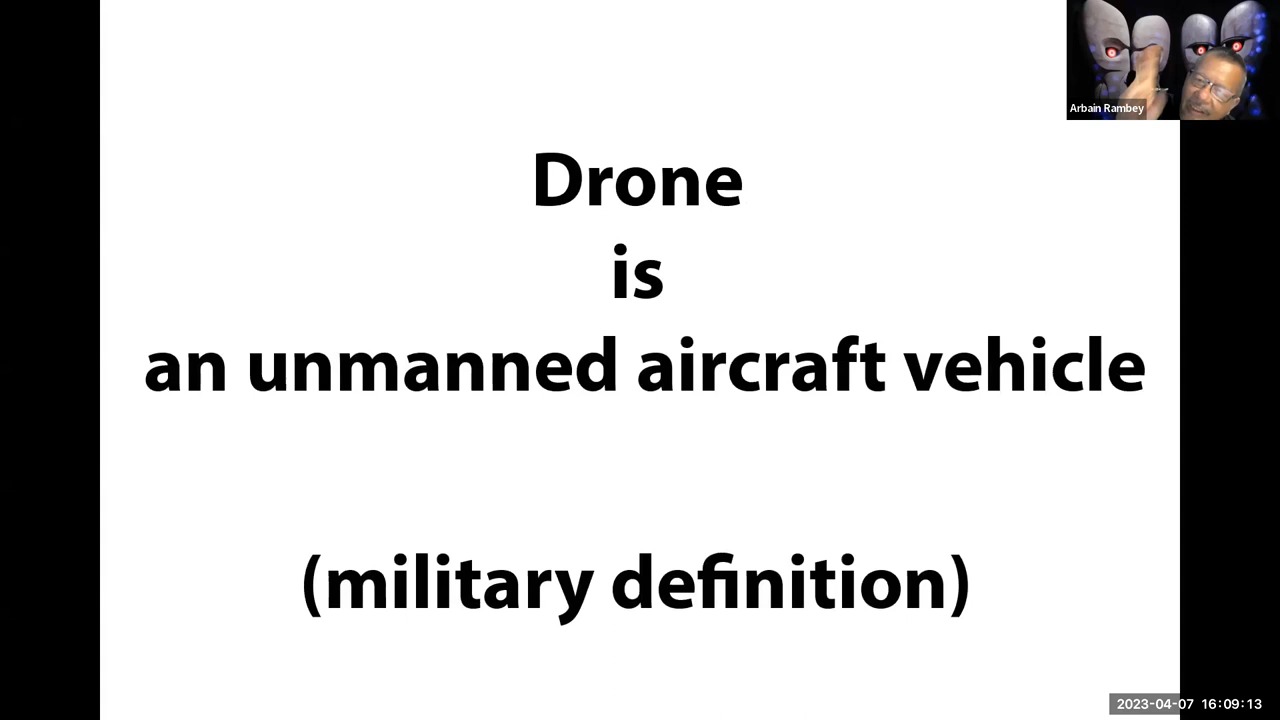 Arbain Rambey
Drone
is
an unmanned aircraft vehicle
(military definition)
2023-04-07 16:09:13